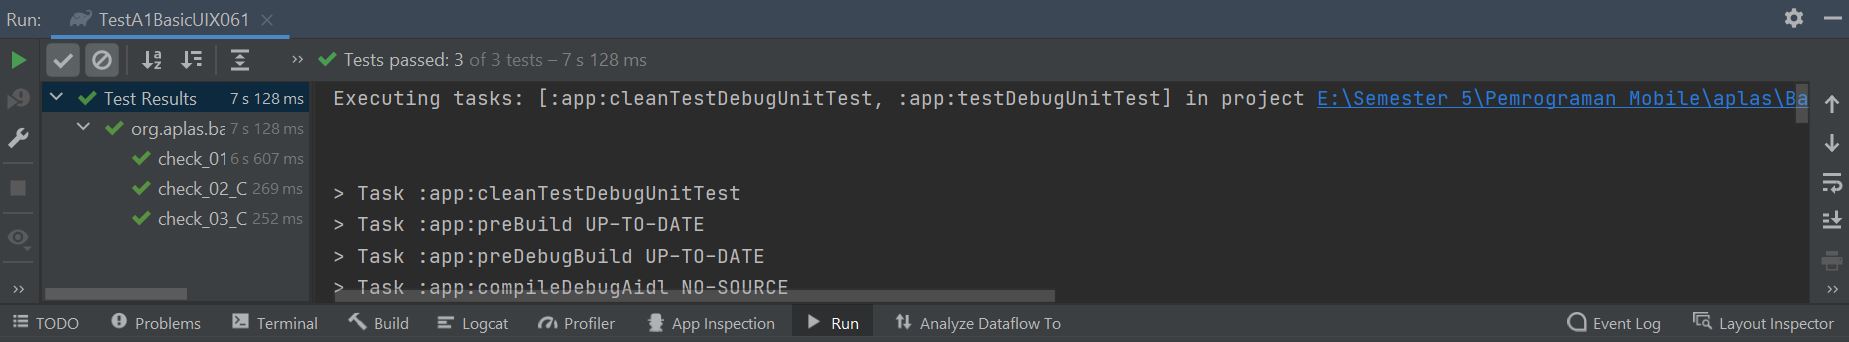 Run: TestA1BasicUIX061
Tests passed: 3 of 3 tests – 7 s 128 ms
Test Results 7 s 128 ms
org.aplas.ba 7 s 128 ms
check_01 6 s 607 ms
check_02_C 269 ms
check_03_C 252 ms
Executing tasks: [:app:cleanTestDebugUnitTest, :app:testDebugUnitTest] in project E:\Semester 5\Pemrograman Mobile\aplas\Ba
> Task :app:cleanTestDebugUnitTest
> Task :app:preBuild UP-TO-DATE
> Task :app:preDebugBuild UP-TO-DATE
> Task :app:compileDebugAidl NO-SOURCE
TODO Problems Terminal Build Logcat Profiler App Inspection Run Analyze Dataflow To Event Log Layout Inspector